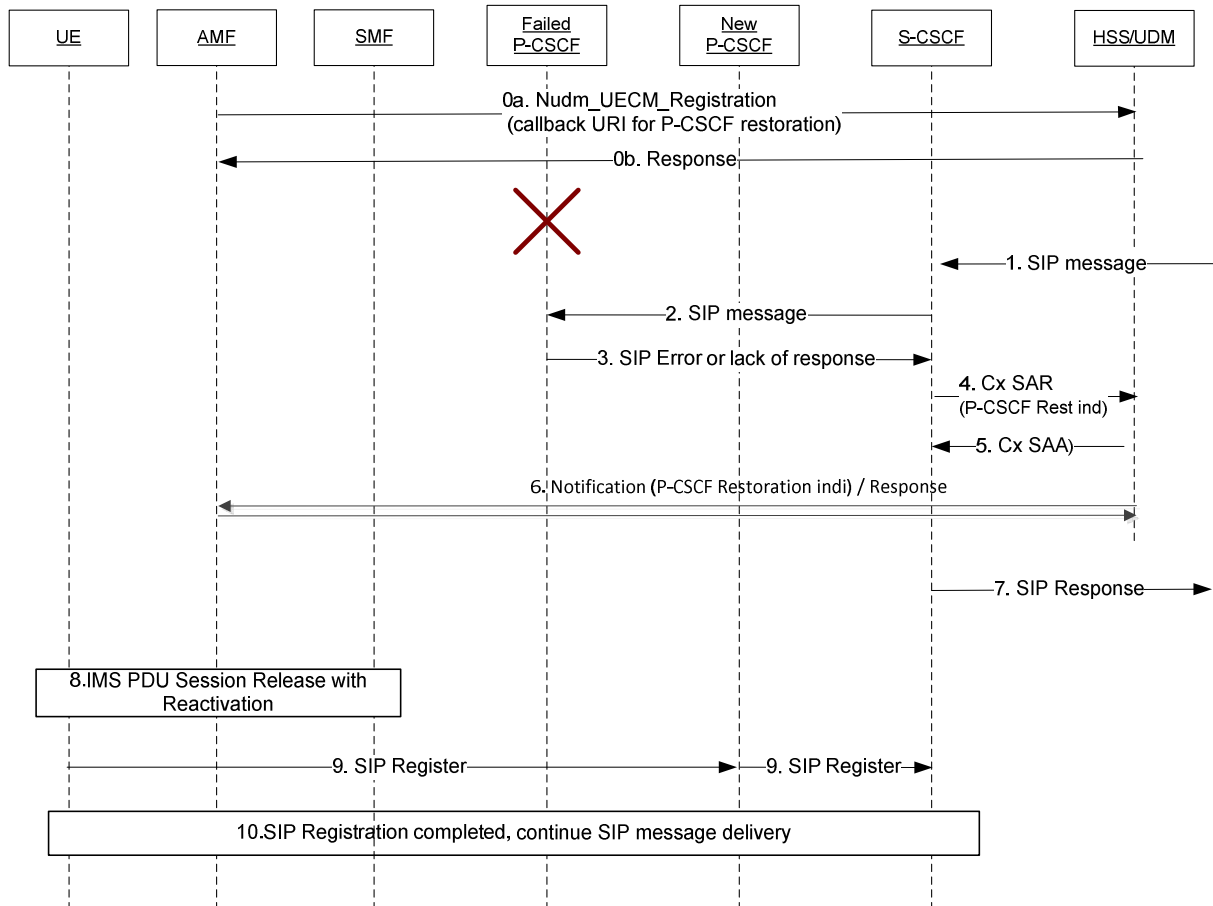 UE
AMF
SMF
Failed
P-CSCF
New
P-CSCF
S-CSCF
HSS/UDM
0a. Nudm_UECM_Registration
(callback URI for P-CSCF restoration)
0b. Response
1. SIP message
2. SIP message
3. SIP Error or lack of response
4. Cx SAR
(P-CSCF Rest ind)
5. Cx SAA)
6. Notification (P-CSCF Restoration indi) / Response
7. SIP Response
8.IMS PDU Session Release with
Reactivation
9. SIP Register
9. SIP Register
10.SIP Registration completed, continue SIP message delivery